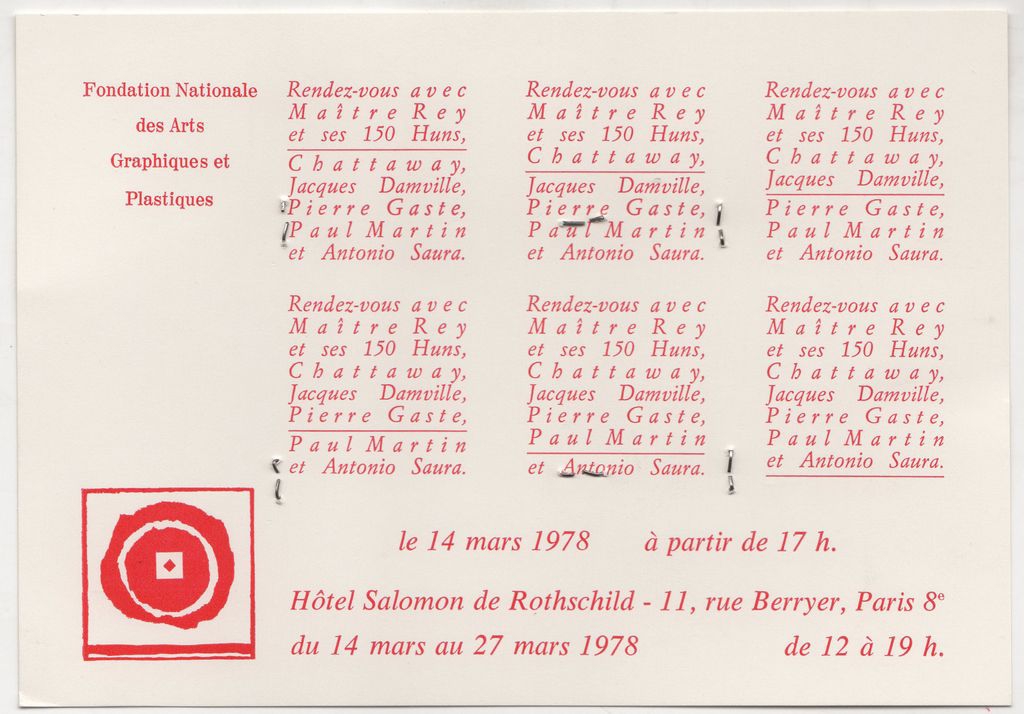 Fondation Nationale
des Arts
Graphiques et
Plastiques
Rendez-vous avec
Maître Rey
et ses 150 Huns,
Chattaway,
Jacques Damville,
Pierre Gaste,
Paul Martin
et Antonio Saura.
Rendez-vous avec
Maître Rey
et ses 150 Huns,
Chattaway,
Jacques Damville,
Pierre Gaste,
Paul Martin
et Antonio Saura.
Rendez-vous avec
Maître Rey
et ses 150 Huns,
Chattaway,
Jacques Damville,
Pierre Gaste,
Paul Martin
et Antonio Saura.
Rendez-vous avec
Maître Rey
et ses 150 Huns,
Chattaway,
Jacques Damville,
Pierre Gaste,
Paul Martin
et Antonio Saura.
Rendez-vous avec
Maître Rey
et ses 150 Huns,
Chattaway,
Jacques Damville,
Pierre Gaste,
Paul Martin
et Antonio Saura.
Rendez-vous avec
Maître Rey
et ses 150 Huns,
Chattaway,
Jacques Damville,
Pierre Gaste,
Paul Martin
et Antonio Saura.
le 14 mars 1978 à partir de 17 h.
Hôtel Salomon de Rothschild - 11, rue Berryer, Paris 8e
du 14 mars au 27 mars 1978 de 12 à 19 h.